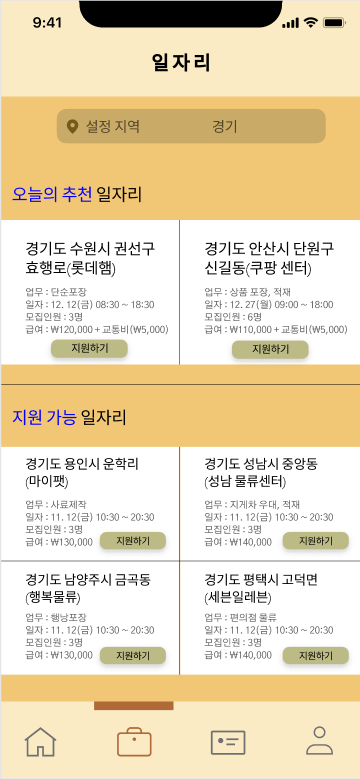 9:41
일자리
설정 지역 경기
오늘의 추천 일자리
경기도 수원시 권선구
효행로(롯데햄)
업무 : 단순포장
일자 : 12. 12(금) 08:30 ~ 18:30
모집인원 : 3명
급여 : ₩120,000 + 교통비(₩5,000)
지원하기
경기도 안산시 단원구
신길동(쿠팡 센터)
업무 : 상품 포장, 적재
일자 : 12. 27(월) 09:00 ~ 18:00
모집인원 : 6명
급여 : ₩110,000 + 교통비(₩5,000)
지원하기
지원 가능 일자리
경기도 용인시 운학리
(마이펫)
업무 : 사료제작
일자 : 11. 12(금) 10:30 ~ 20:30
모집인원 : 3명
급여 : ₩130,000 지원하기
경기도 성남시 중앙동
(성남 물류센터)
업무 : 지게차 우대, 적재
일자 : 11. 12(금) 10:30 ~ 20:30
모집인원 : 3명
급여 : ₩140,000 지원하기
경기도 남양주시 금곡동
(행복물류)
업무 : 행낭포장
일자 : 11. 12(금) 10:30 ~ 20:30
모집인원 : 3명
급여 : ₩130,000 지원하기
경기도 평택시 고덕면
(세븐일레븐)
업무 : 편의점 물류
일자 : 11. 12(금) 10:30 ~ 20:30
모집인원 : 3명
급여 : ₩140,000 지원하기